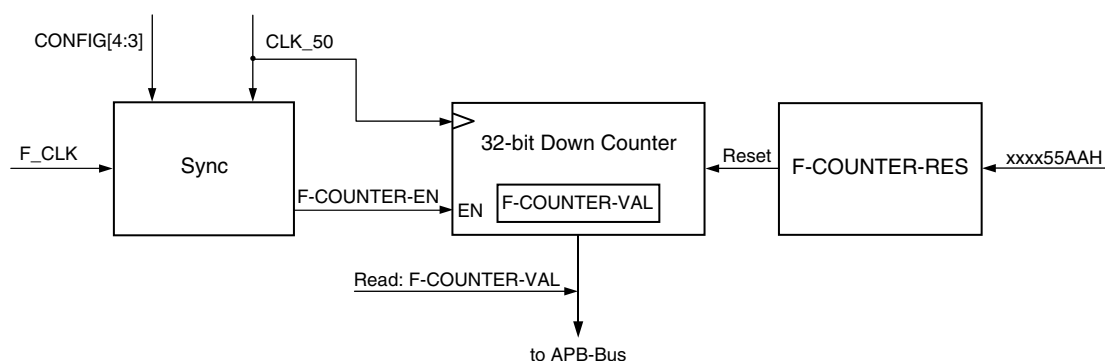 CONFIG[4:3]
CLK_50
F_CLK
Sync
F-COUNTER-EN
32-bit Down Counter
EN
F-COUNTER-VAL
Reset
F-COUNTER-RES
xxxx55AAH
Read: F-COUNTER-VAL
to APB-Bus